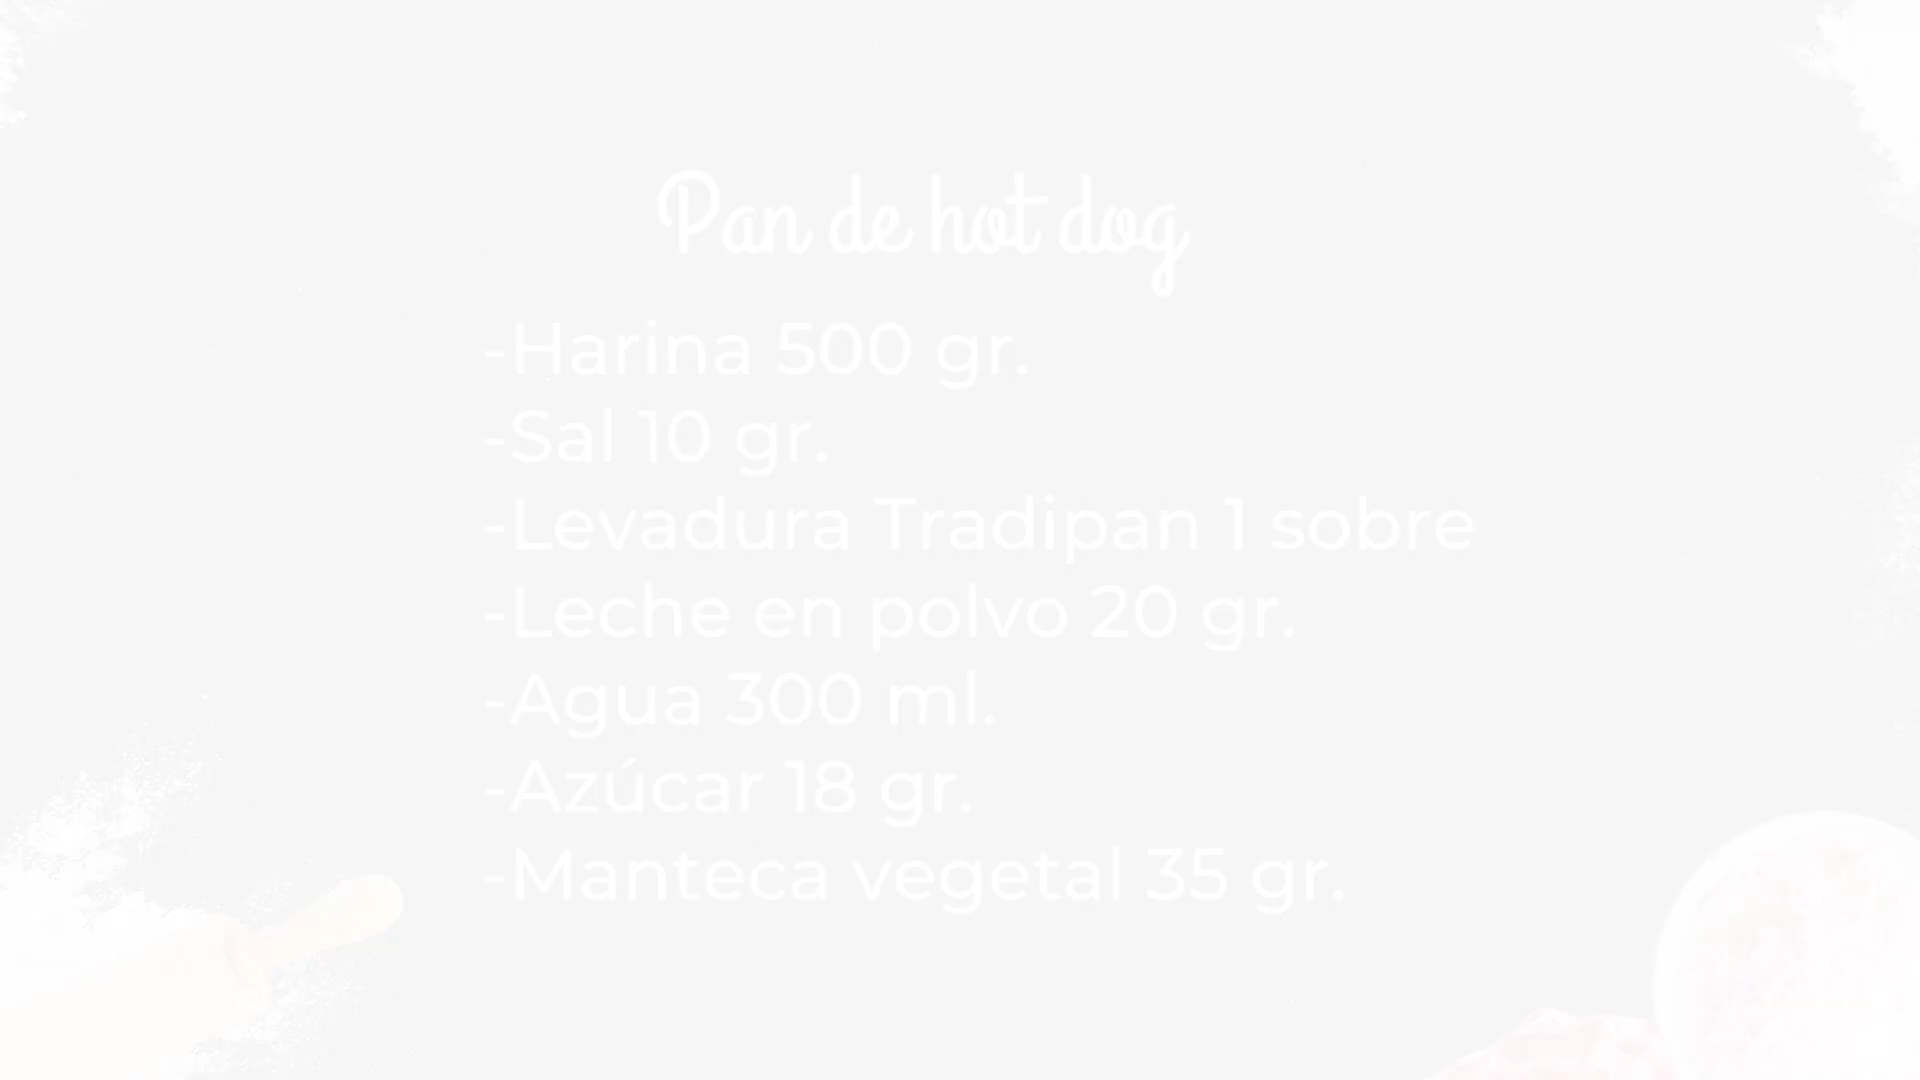 Pan de hot dog
-Harina 500 gr.
-Sal 10 gr.
-Levadura Tradipan 1 sobre
-Leche en polvo 20 gr.
-Agua 300 ml.
-Azúcar 18 gr.
-Manteca vegetal 35 gr.